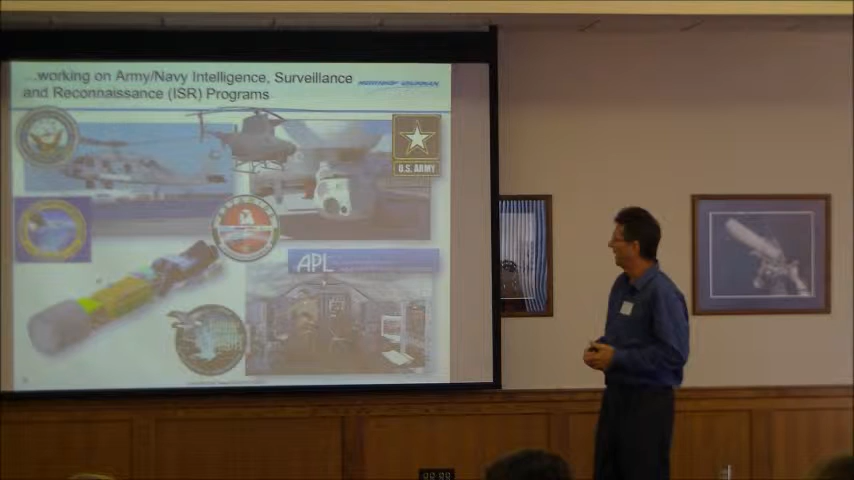 ...working on Army/Navy Intelligence, Surveillance
and Reconnaissance (ISR) Programs
NORTHROP GRUMMAN
U.S. ARMY
APL